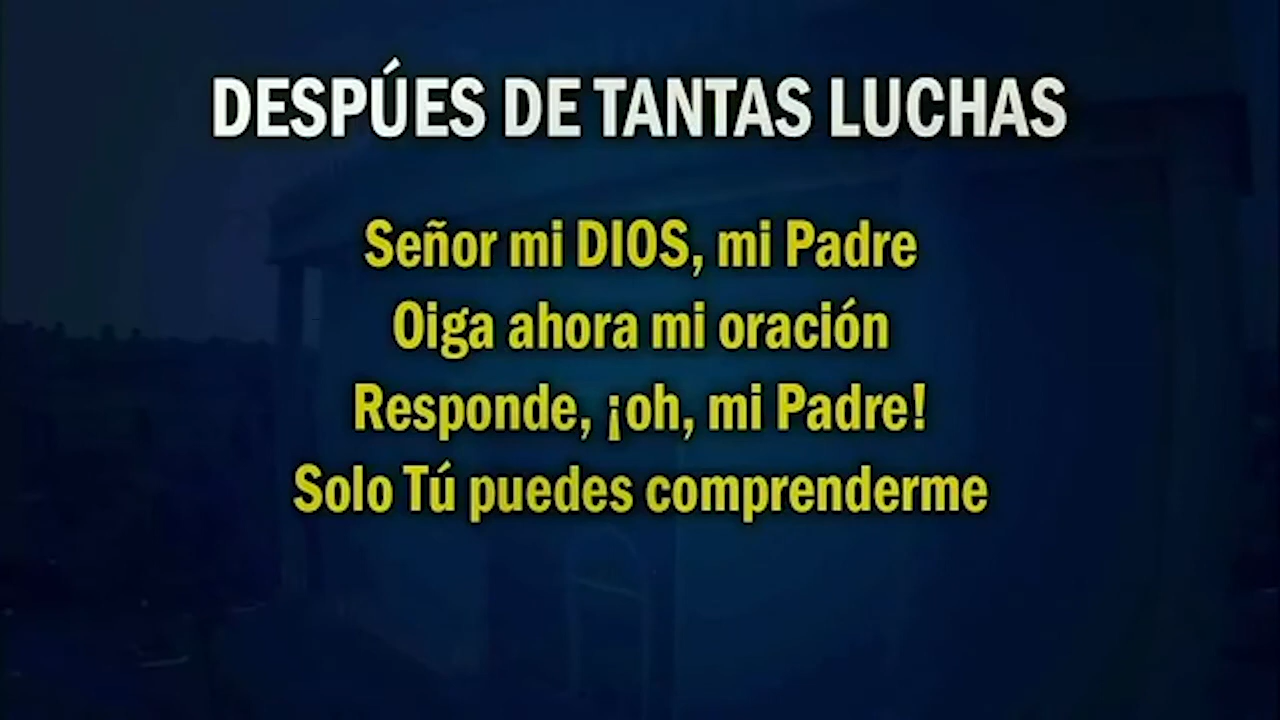 DESPÚES DE TANTAS LUCHAS
Señor mi DIOS, mi Padre
Oiga ahora mi oración
Responde, ¡oh, mi Padre!
Solo Tú puedes comprenderme